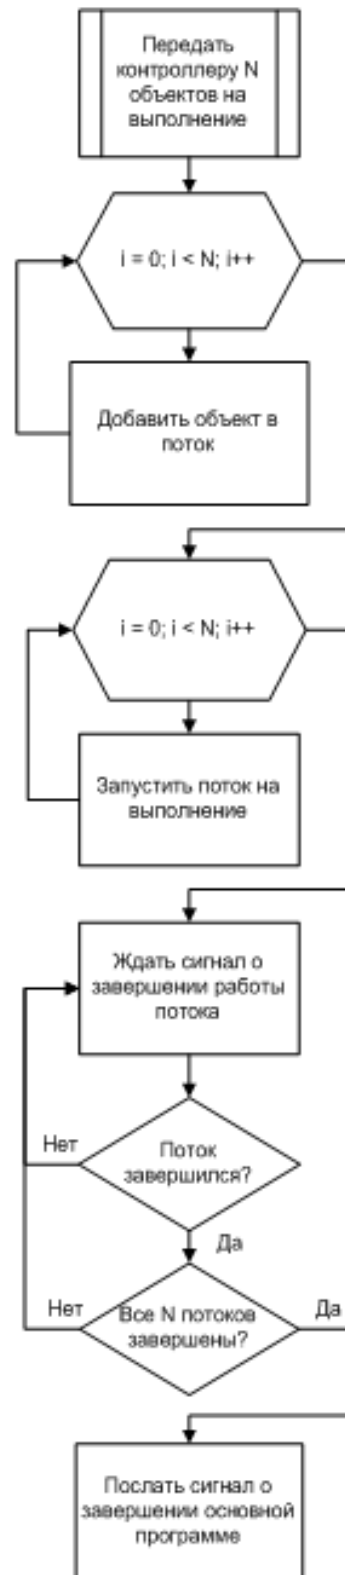 Передать
контроллеру N
объектов на
выполнение
i = 0; i < N; i++
Добавить объект в
поток
i = 0; i < N; i++
Запустить поток на
выполнение
Ждать сигнал о
завершении работы
потока
Нет
Поток
завершился?
Да
Нет
Все N потоков
завершены?
Да
Послать сигнал о
завершении основной
программе